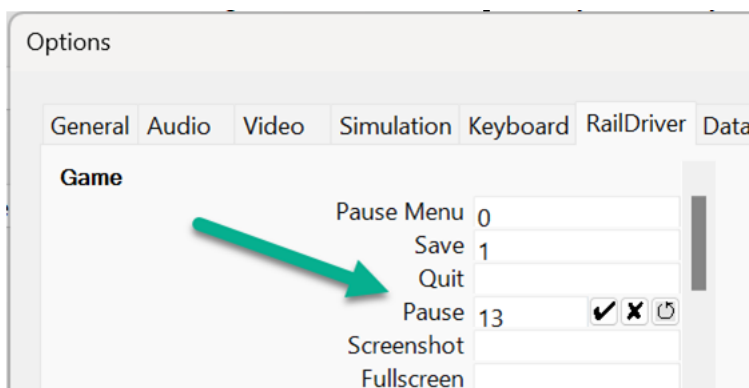 Options
General Audio Video Simulation Keyboard RailDriver Data
Game
Pause Menu 0
Save 1
Quit
Pause 13
Screenshot
Fullscreen